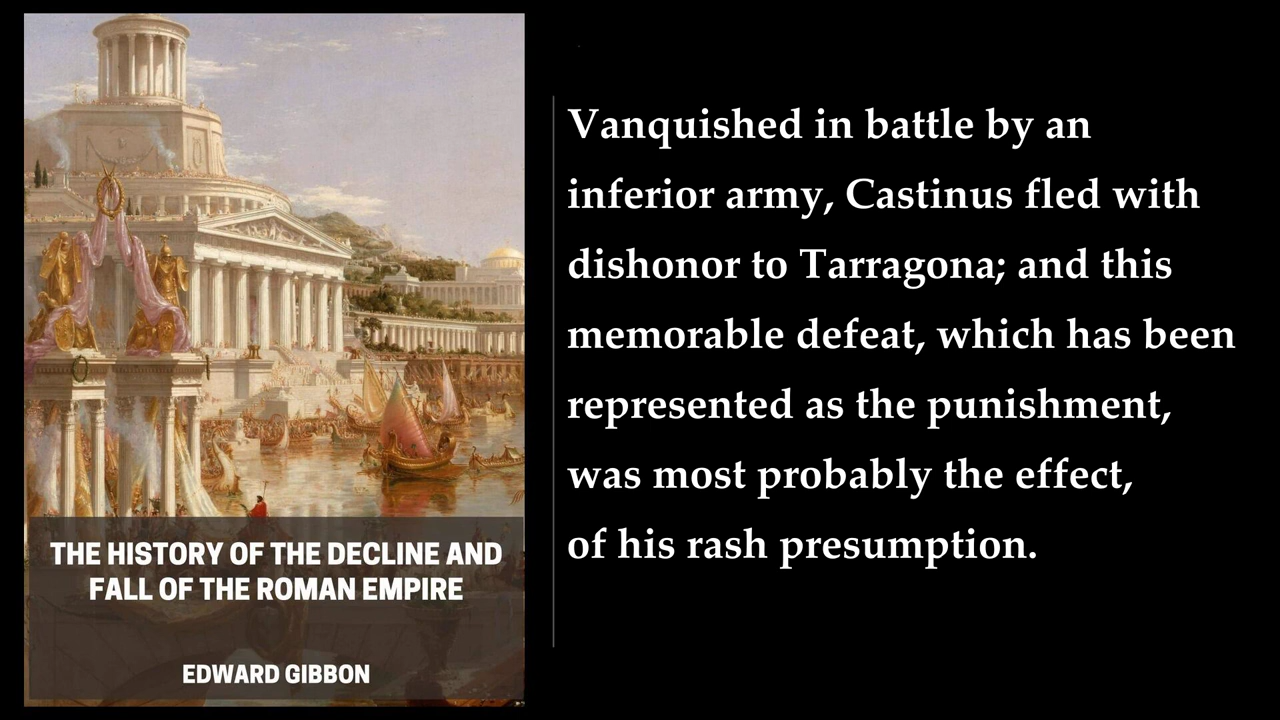 THE HISTORY OF THE DECLINE AND
FALL OF THE ROMAN EMPIRE
EDWARD GIBBON
Vanquished in battle by an
inferior army, Castinus fled with
dishonor to Tarragona; and this
memorable defeat, which has been
represented as the punishment,
was most probably the effect,
of his rash presumption.